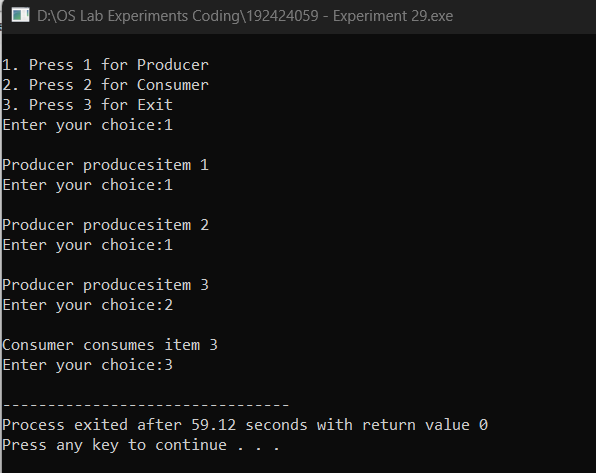 D:\OS Lab Experiments Coding\192424059 - Experiment 29.exe
1. Press 1 for Producer
2. Press 2 for Consumer
3. Press 3 for Exit
Enter your choice:1
Producer producesitem 1
Enter your choice:1
Producer producesitem 2
Enter your choice:1
Producer producesitem 3
Enter your choice:2
Consumer consumes item 3
Enter your choice:3
--------------------------------
Process exited after 59.12 seconds with return value 0
Press any key to continue . . .